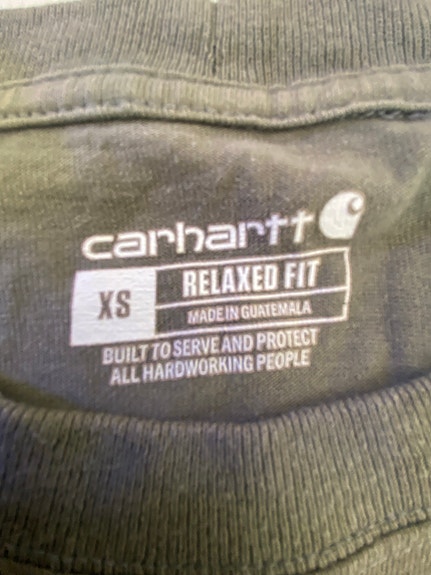 carhartt
XS
RELAXED FIT
MADE IN GUATEMALA
BUILT TO SERVE AND PROTECT
ALL HARDWORKING PEOPLE